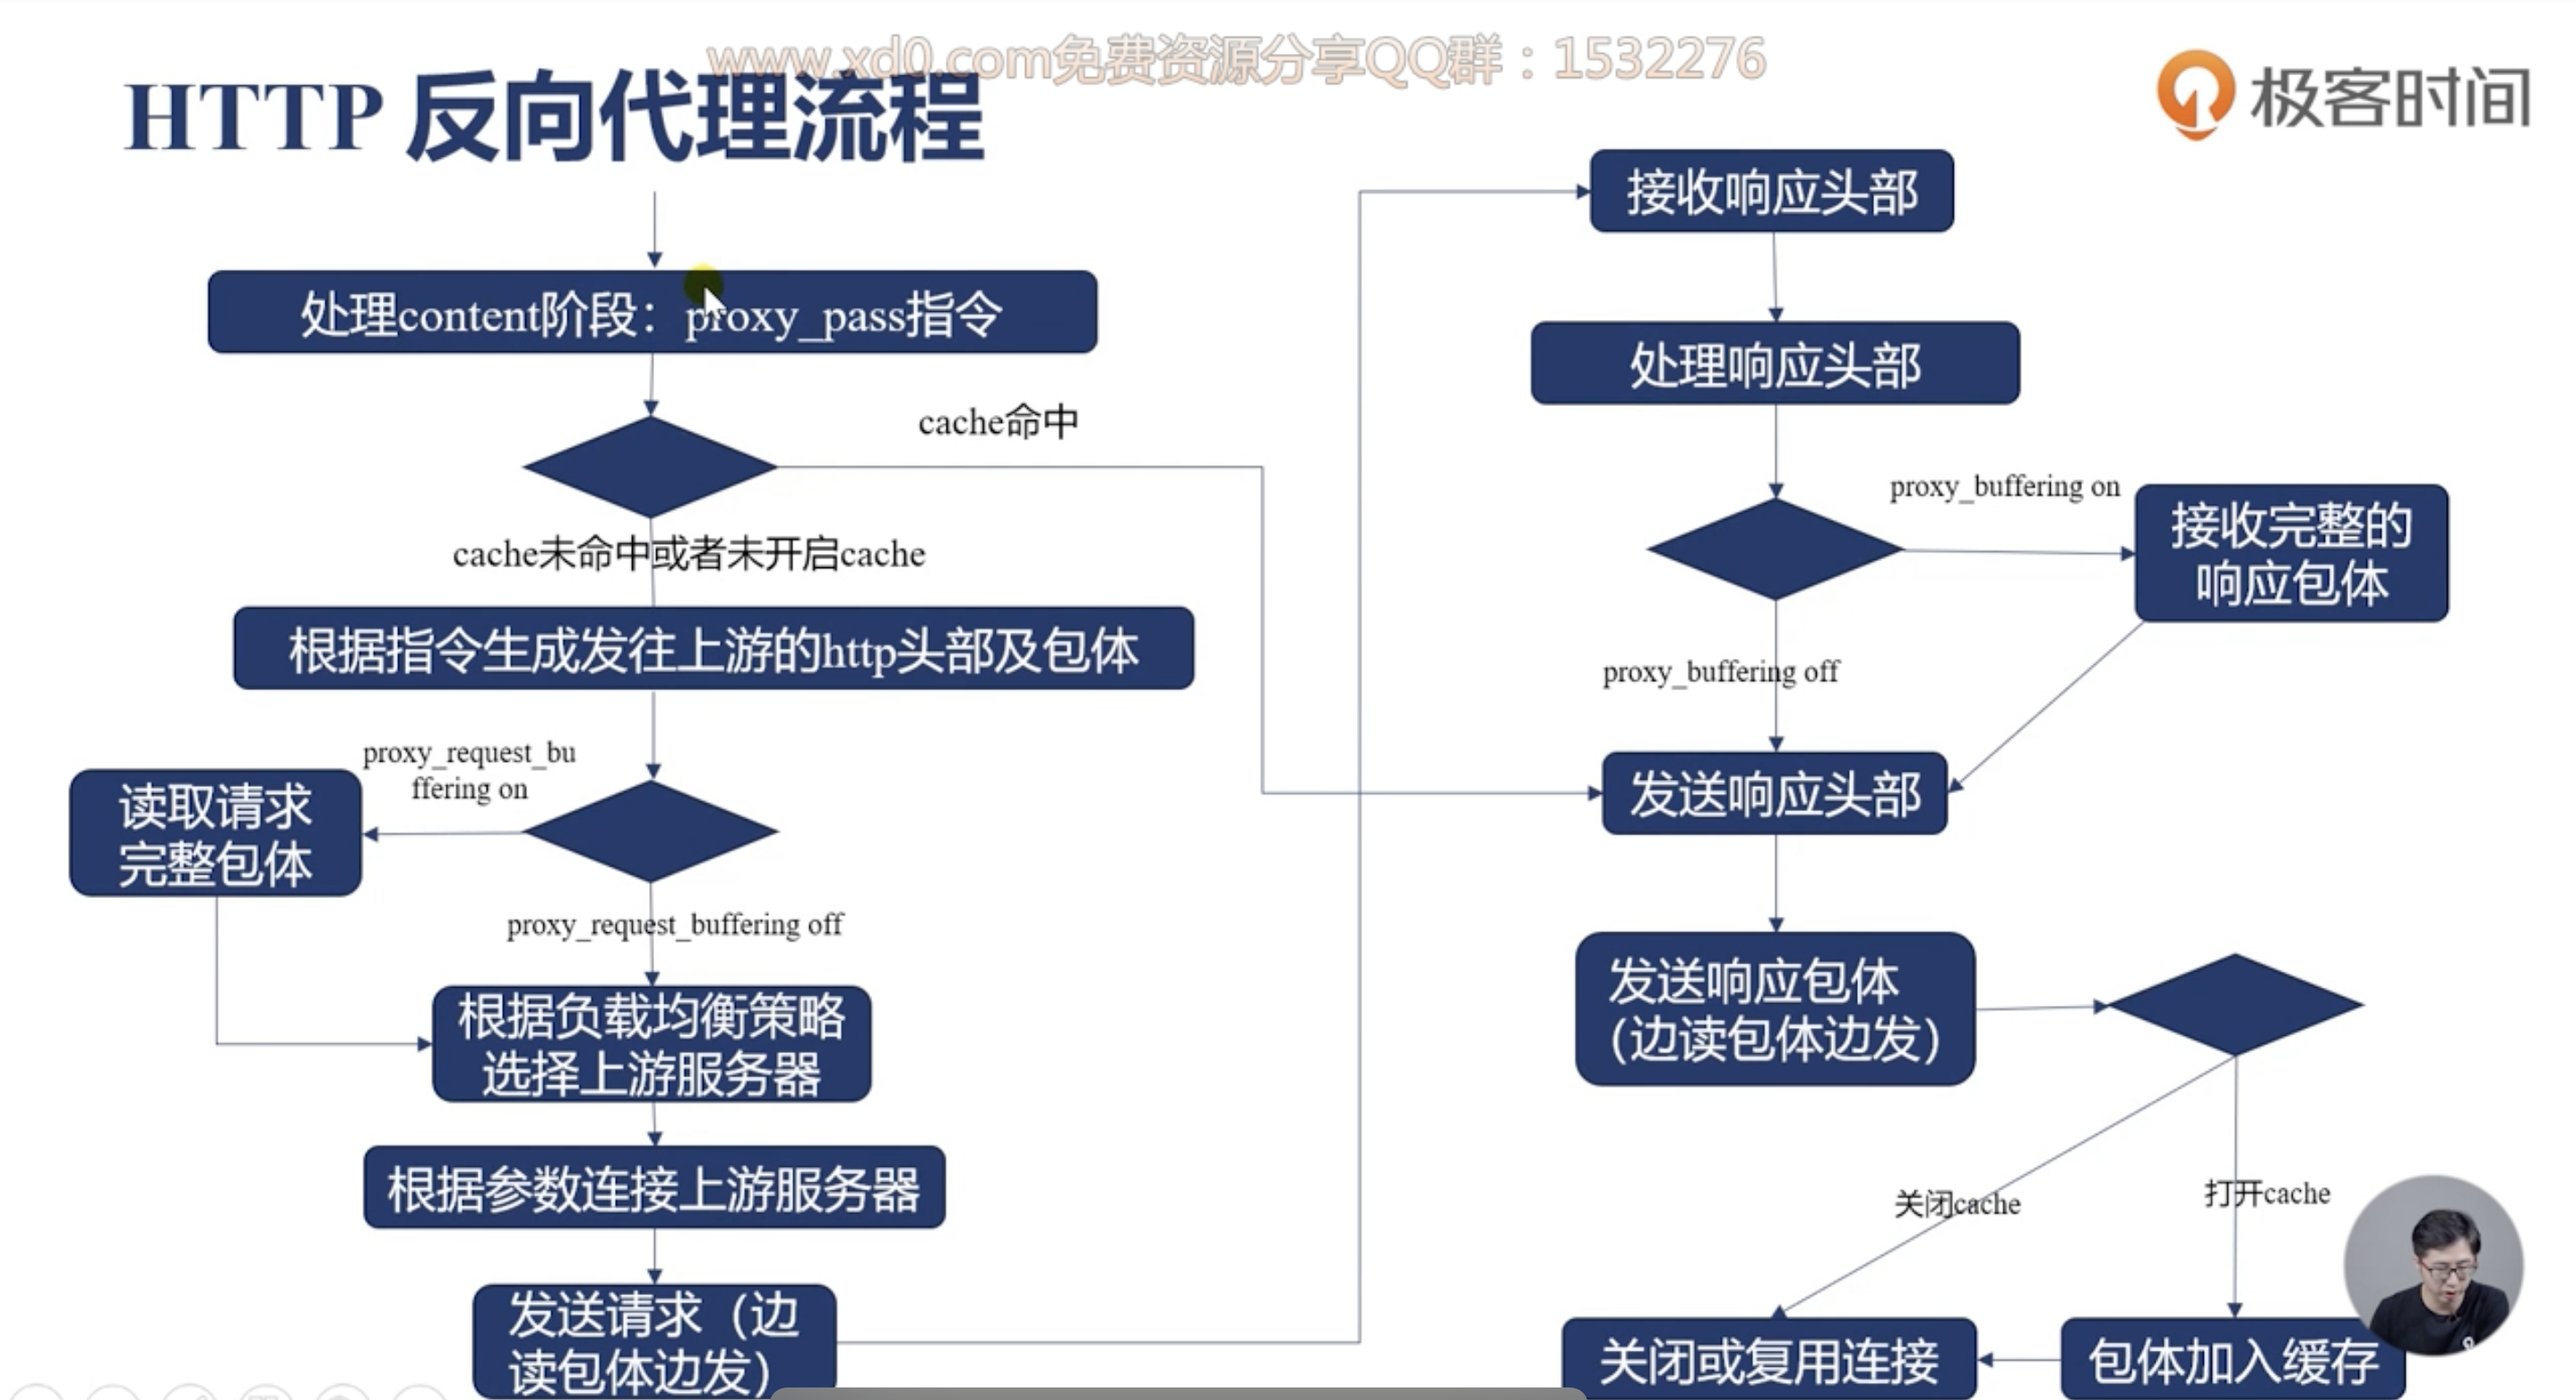 www.xd0.com免费资源分享QQ群：1532276
HTTP 反向代理流程
极客时间
处理content阶段：proxy_pass指令
cache命中
cache未命中或者未开启cache
根据指令生成发往上游的http头部及包体
proxy_request_bu
ffering on
读取请求
完整包体
proxy_request_buffering off
根据负载均衡策略
选择上游服务器
根据参数连接上游服务器
发送请求（边
读包体边发）
接收响应头部
处理响应头部
proxy_buffering on
接收完整的
响应包体
proxy_buffering off
发送响应头部
发送响应包体
（边读包体边发）
关闭cache
打开cache
关闭或复用连接
包体加入缓存